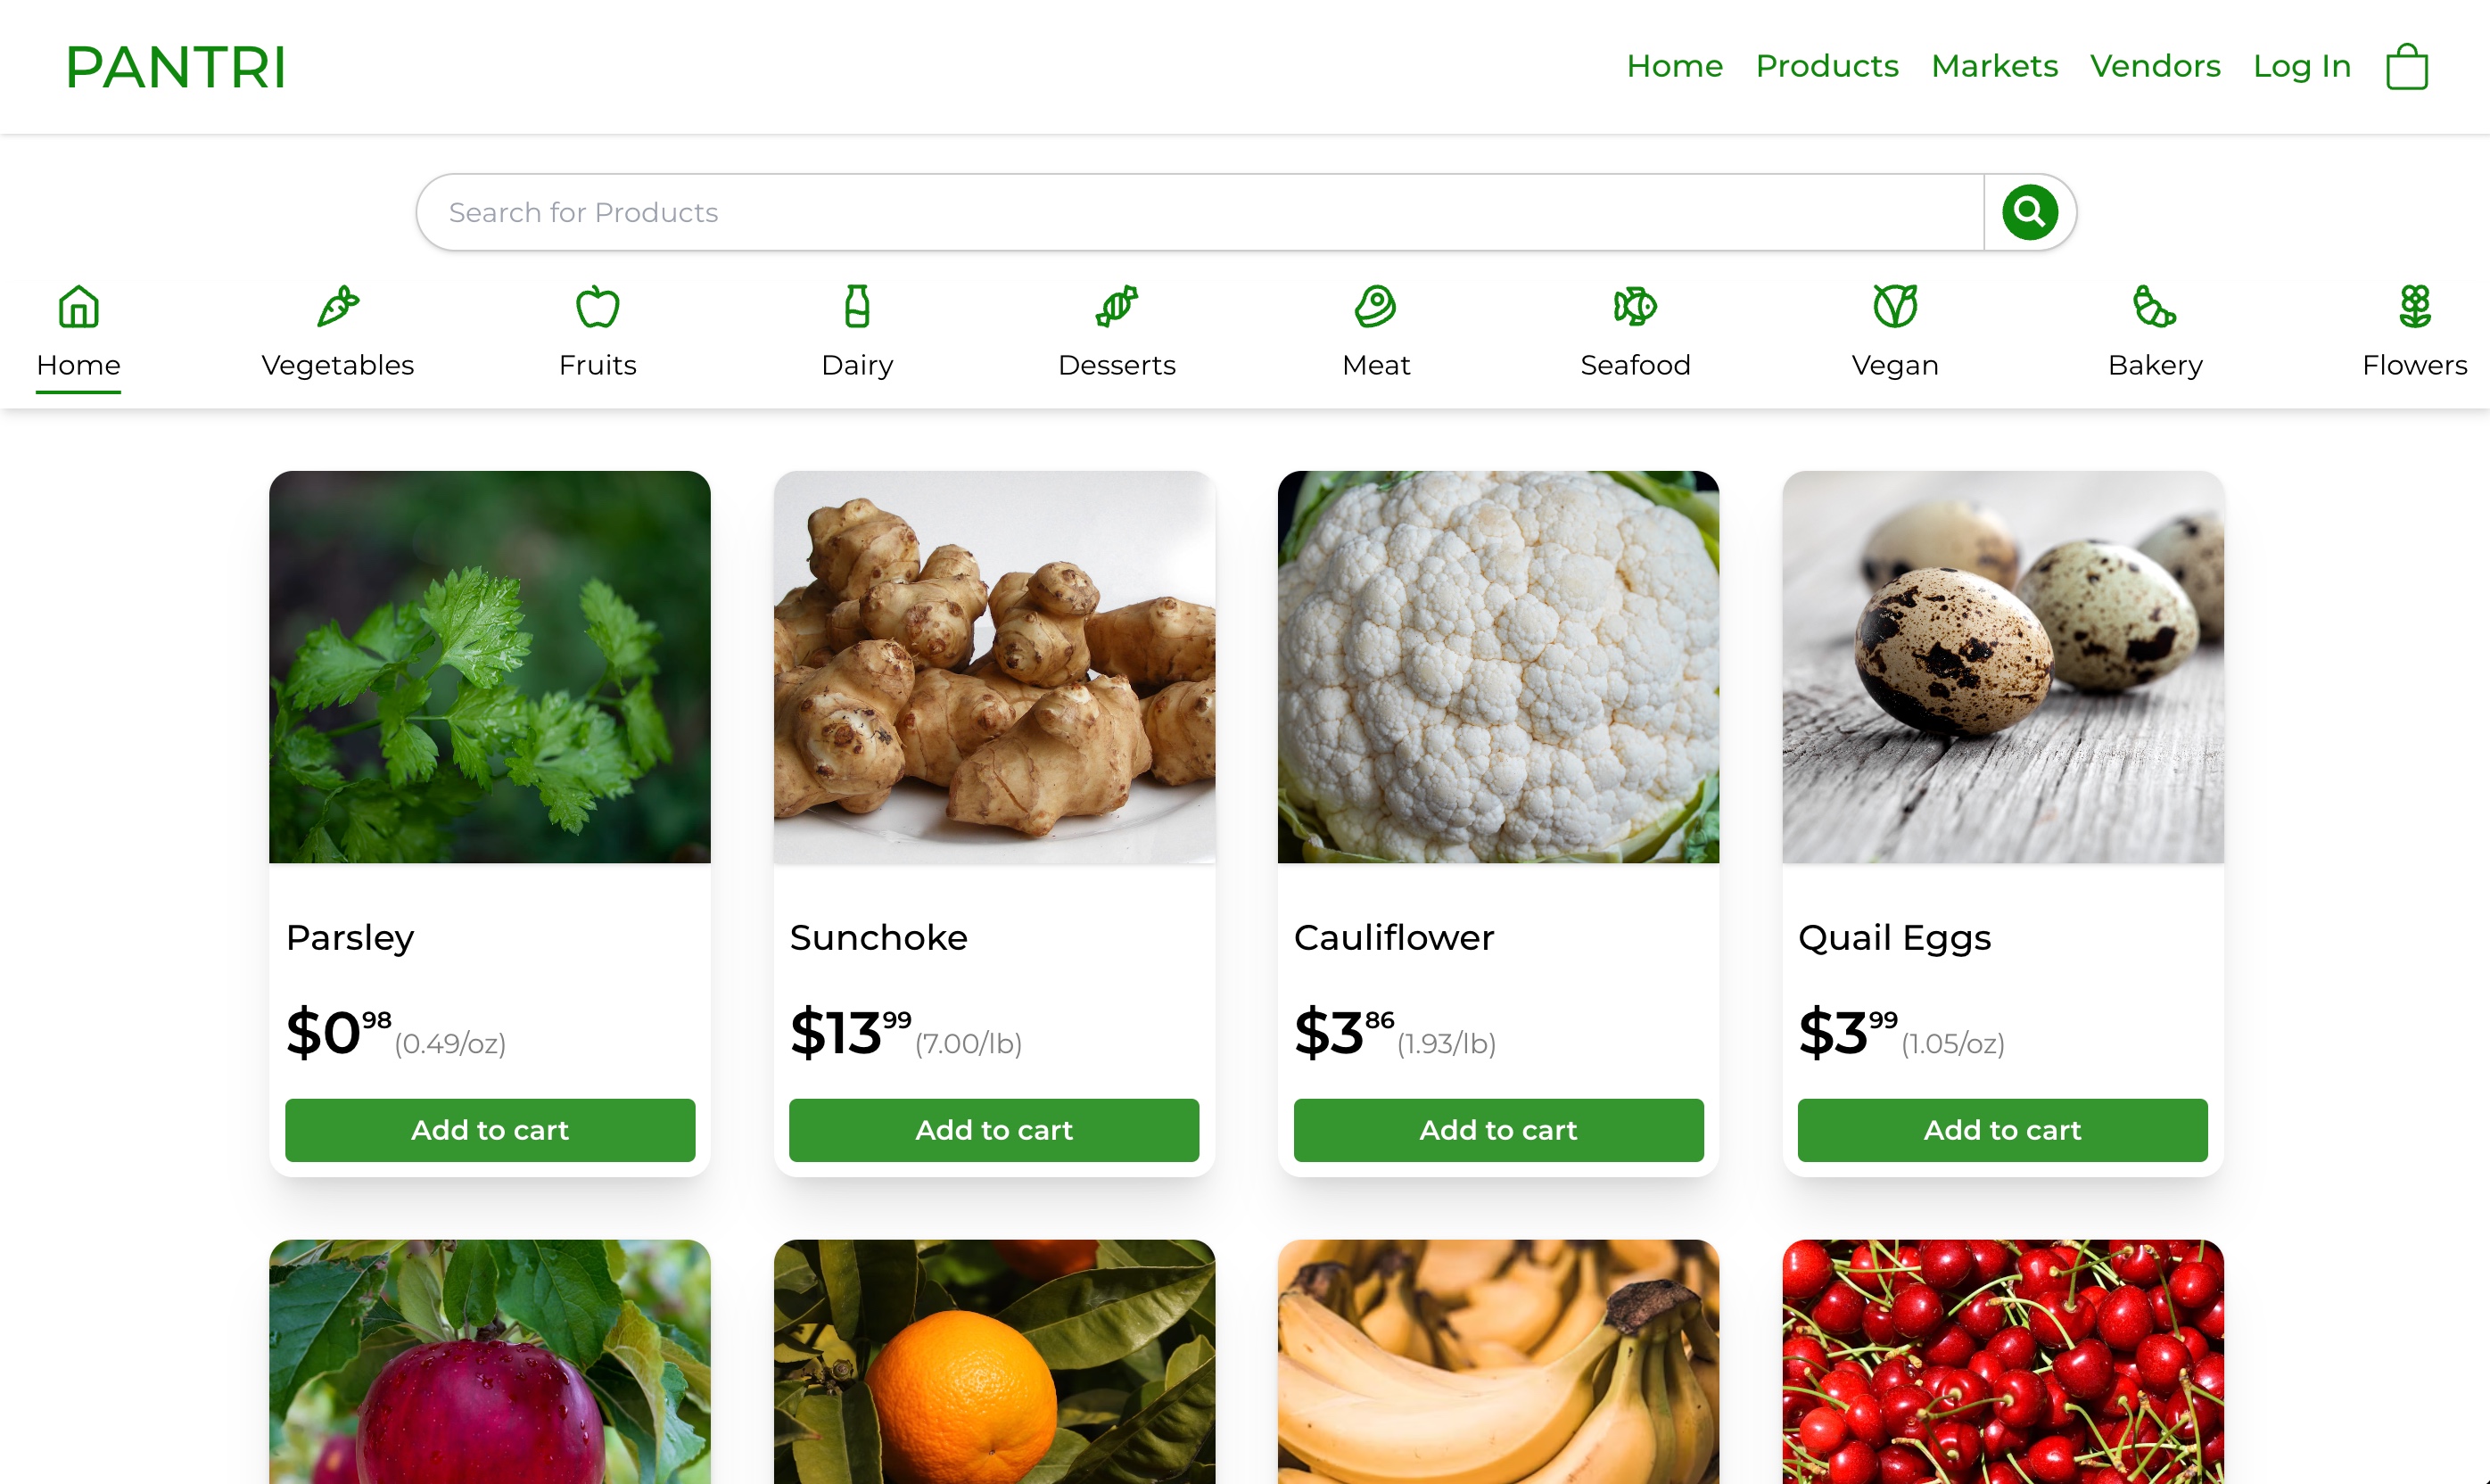 PANTRI
Home Products Markets Vendors Log In
Search for Products
Home Vegetables Fruits Dairy Desserts Meat Seafood Vegan Bakery Flowers
Parsley
$0 98 (0.49/oz)
Add to cart
Sunchoke
$13 99 (7.00/lb)
Add to cart
Cauliflower
$3 86 (1.93/lb)
Add to cart
Quail Eggs
$3 99 (1.05/oz)
Add to cart